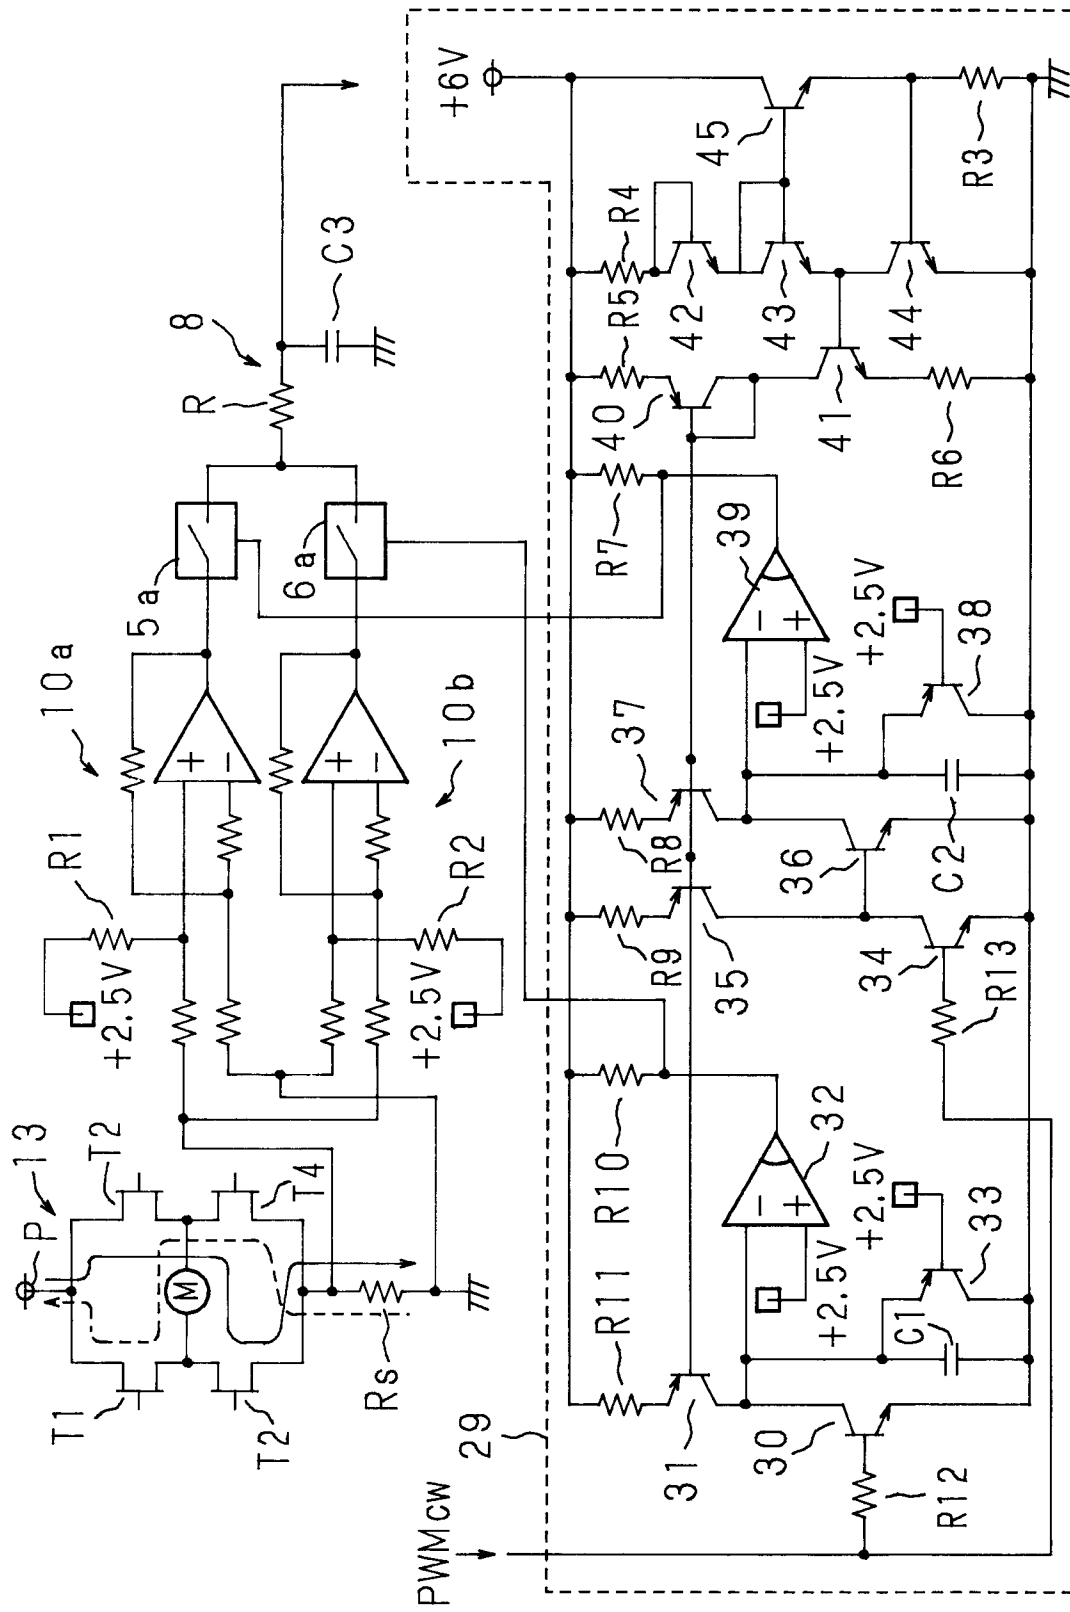 13
P
T1
T2
T2
T4
M
Rs
R1
+2.5V
R2
+2.5V
10a
10b
+
−
+
−
5a
6a
8
R
C3
PWMcw
29
+6V
R11
31
30
R12
C1
33
+2.5V
+2.5V
−
+
32
R10
R9
35
34
R13
R8
37
36
C2
38
+2.5V
+2.5V
−
+
39
R7
R5
40
41
R6
R4
42
43
44
45
R3